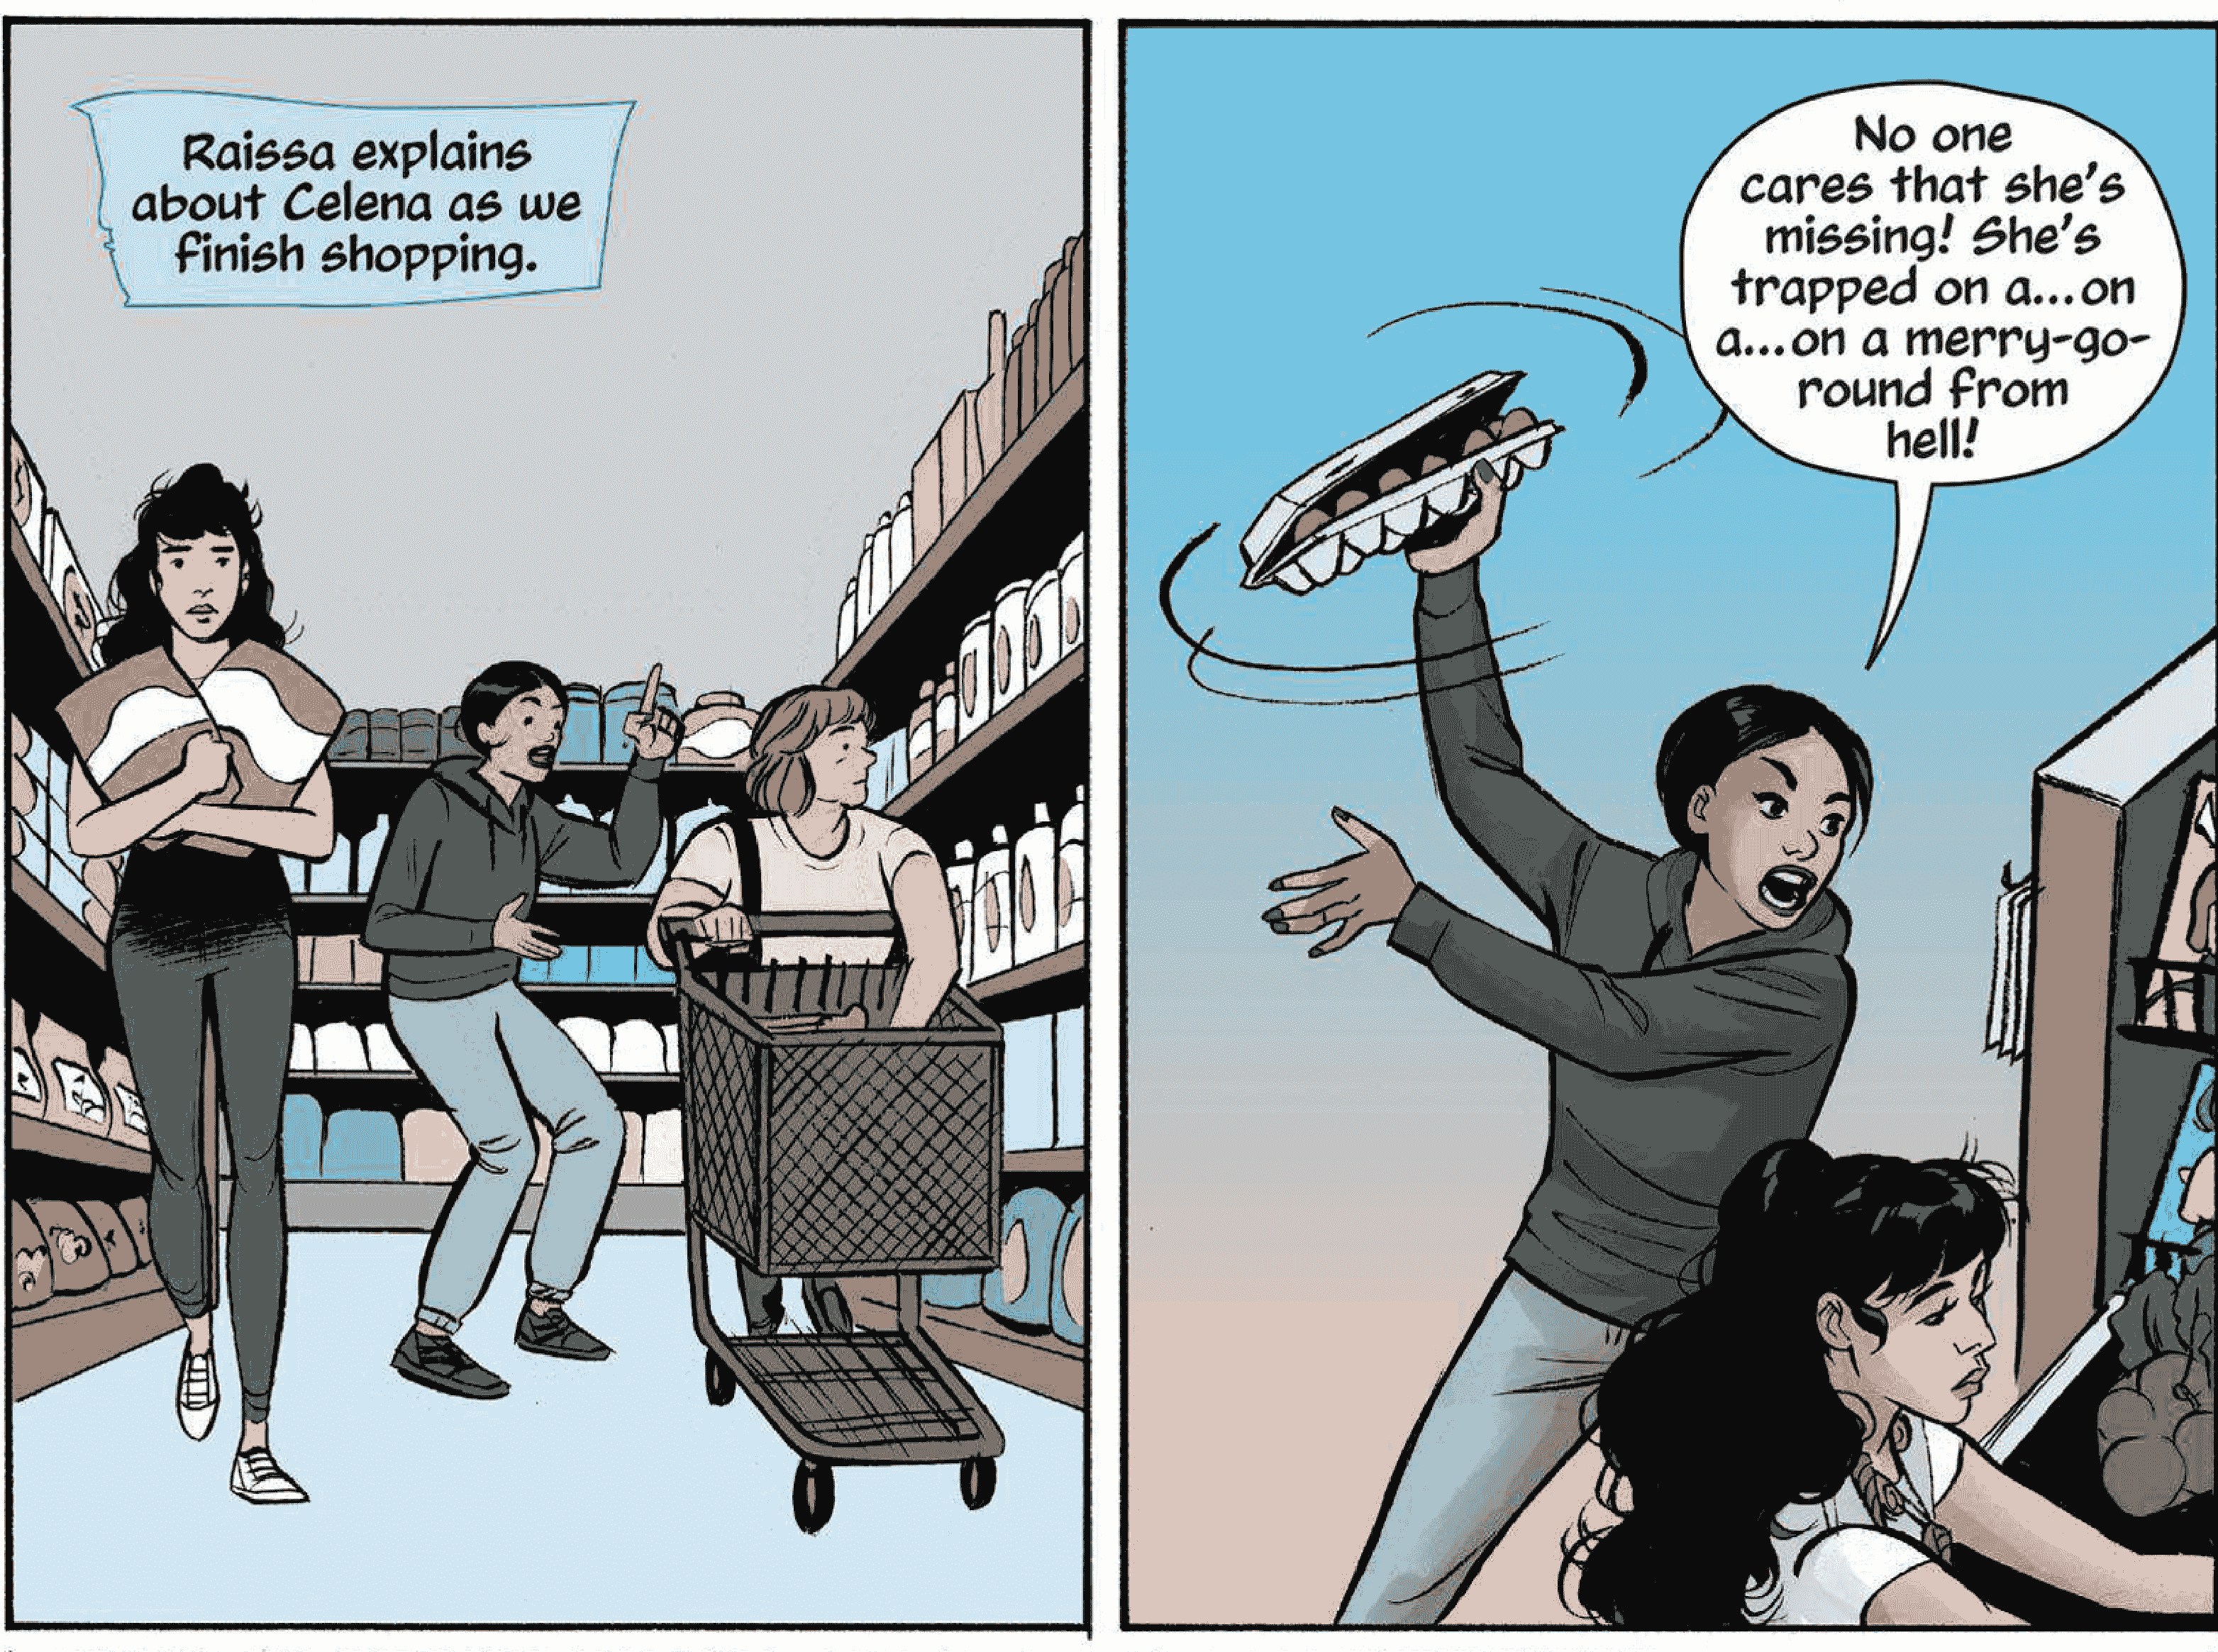 Raissa explains
about Celena as we
finish shopping.
No one
cares that she's
missing! She's
trapped on a...on
a...on a merry-go-
round from
hell!